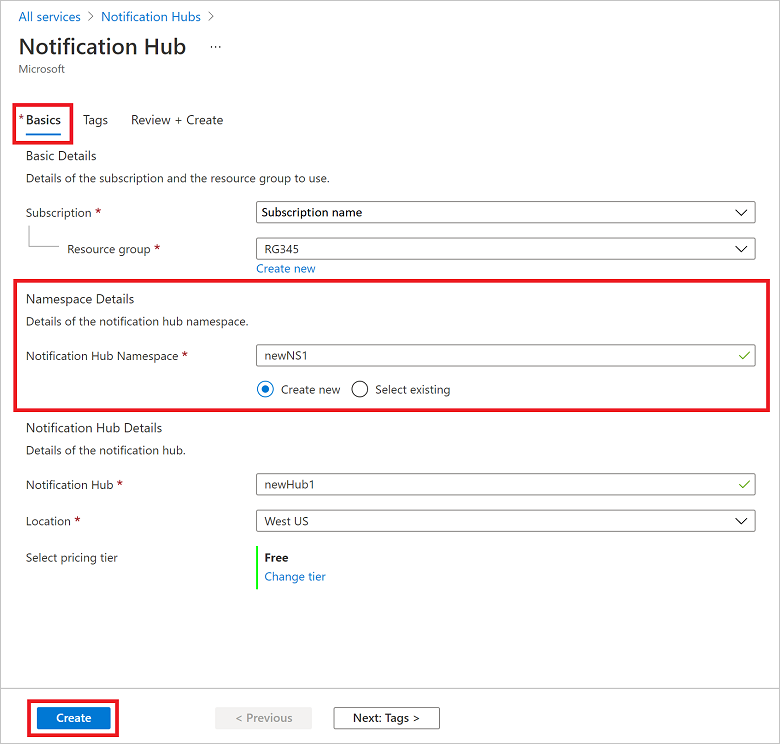 All services > Notification Hubs >
Notification Hub ...
Microsoft
* Basics Tags Review + Create
Basic Details
Details of the subscription and the resource group to use.
Subscription * Subscription name
Resource group * RG345
Create new
Namespace Details
Details of the notification hub namespace.
Notification Hub Namespace * newNS1
Create new Select existing
Notification Hub Details
Details of the notification hub.
Notification Hub * newHub1
Location * West US
Select pricing tier Free
Change tier
Create < Previous Next: Tags >